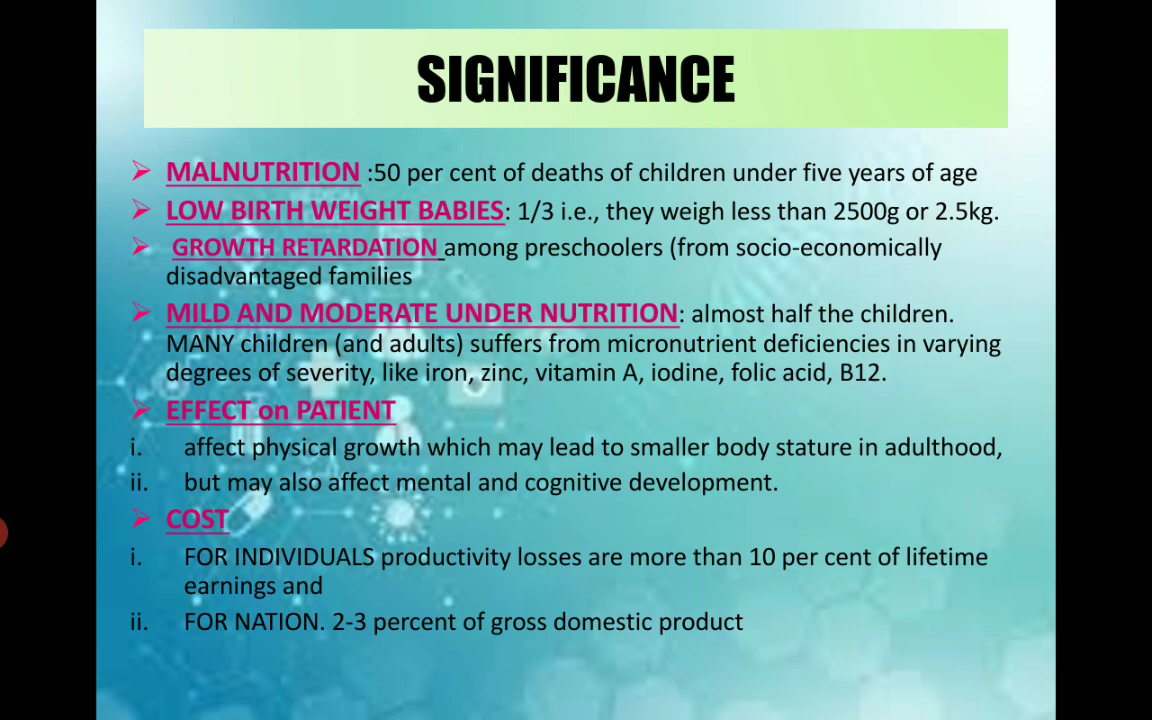 SIGNIFICANCE
MALNUTRITION :50 per cent of deaths of children under five years of age
LOW BIRTH WEIGHT BABIES: 1/3 i.e., they weigh less than 2500g or 2.5kg.
GROWTH RETARDATION among preschoolers (from socio-economically
disadvantaged families
MILD AND MODERATE UNDER NUTRITION: almost half the children.
MANY children (and adults) suffers from micronutrient deficiencies in varying
degrees of severity, like iron, zinc, vitamin A, iodine, folic acid, B12.
EFFECT on PATIENT
i. affect physical growth which may lead to smaller body stature in adulthood,
ii. but may also affect mental and cognitive development.
COST
i. FOR INDIVIDUALS productivity losses are more than 10 per cent of lifetime
earnings and
ii. FOR NATION. 2-3 percent of gross domestic product